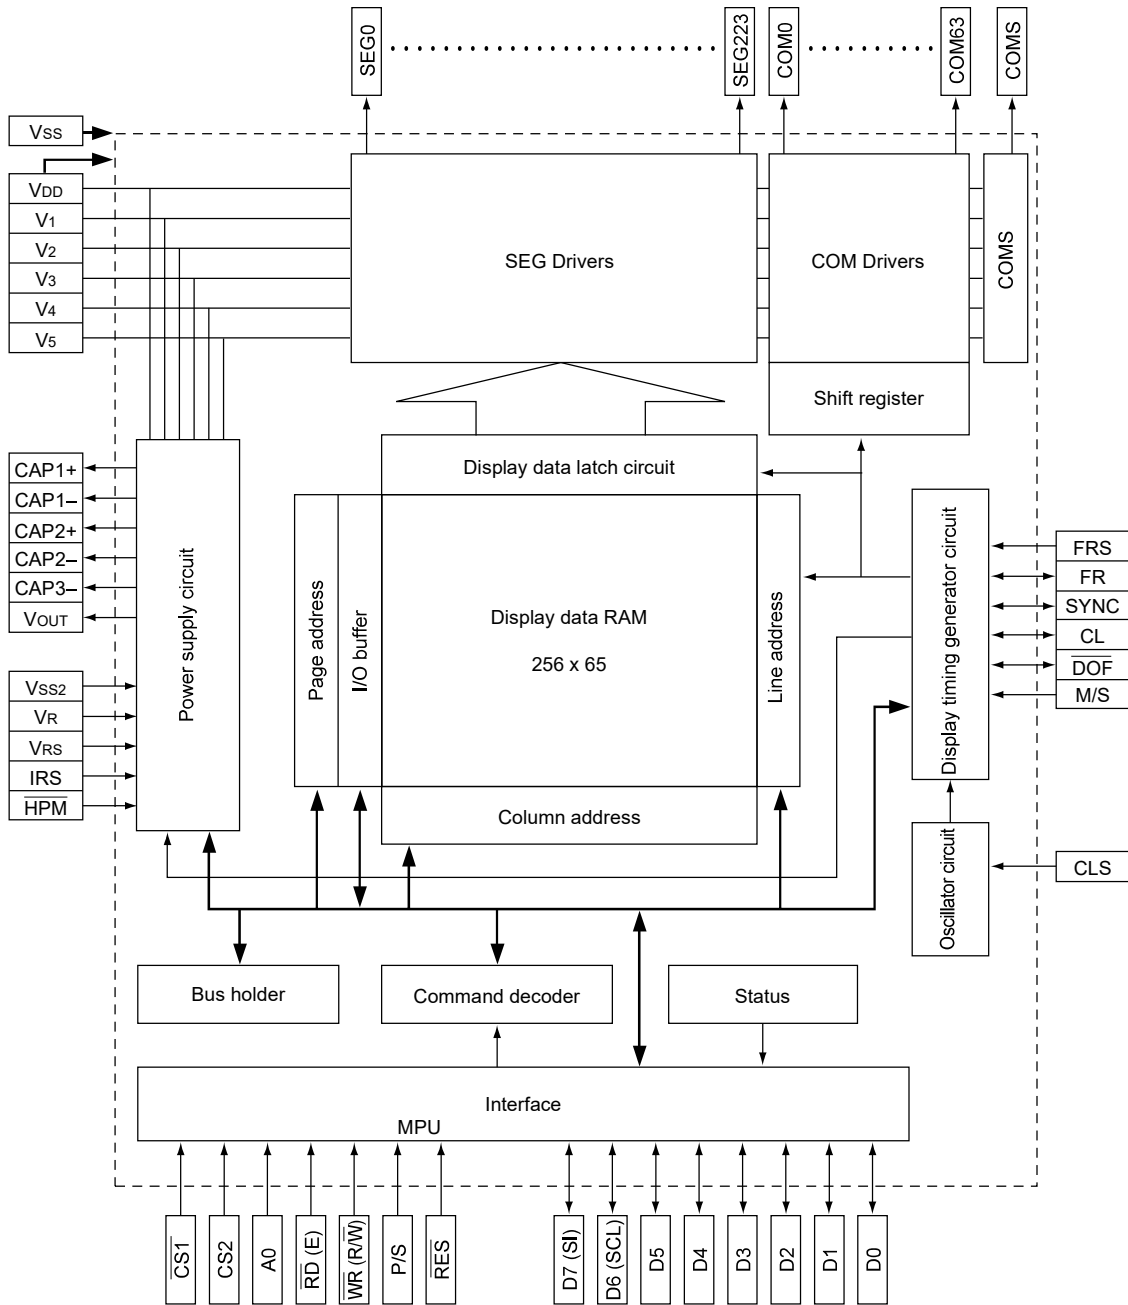 SEG0
SEG223
COM0
COM63
COMS
VSS
VDD
V1
V2
V3
V4
V5
SEG Drivers
COM Drivers
COMS
Shift register
Display data latch circuit
CAP1+
CAP1–
CAP2+
CAP2–
CAP3–
VOUT
VSS2
VR
VRS
IRS
HPM
Power supply circuit
Page address
I/O buffer
Display data RAM
256 x 65
Line address
Column address
Display timing generator circuit
FRS
FR
SYNC
CL
DOF
M/S
Oscillator circuit
CLS
Bus holder
Command decoder
Status
Interface
MPU
CS1
CS2
A0
RD (E)
WR (R/W)
P/S
RES
D7 (SI)
D6 (SCL)
D5
D4
D3
D2
D1
D0